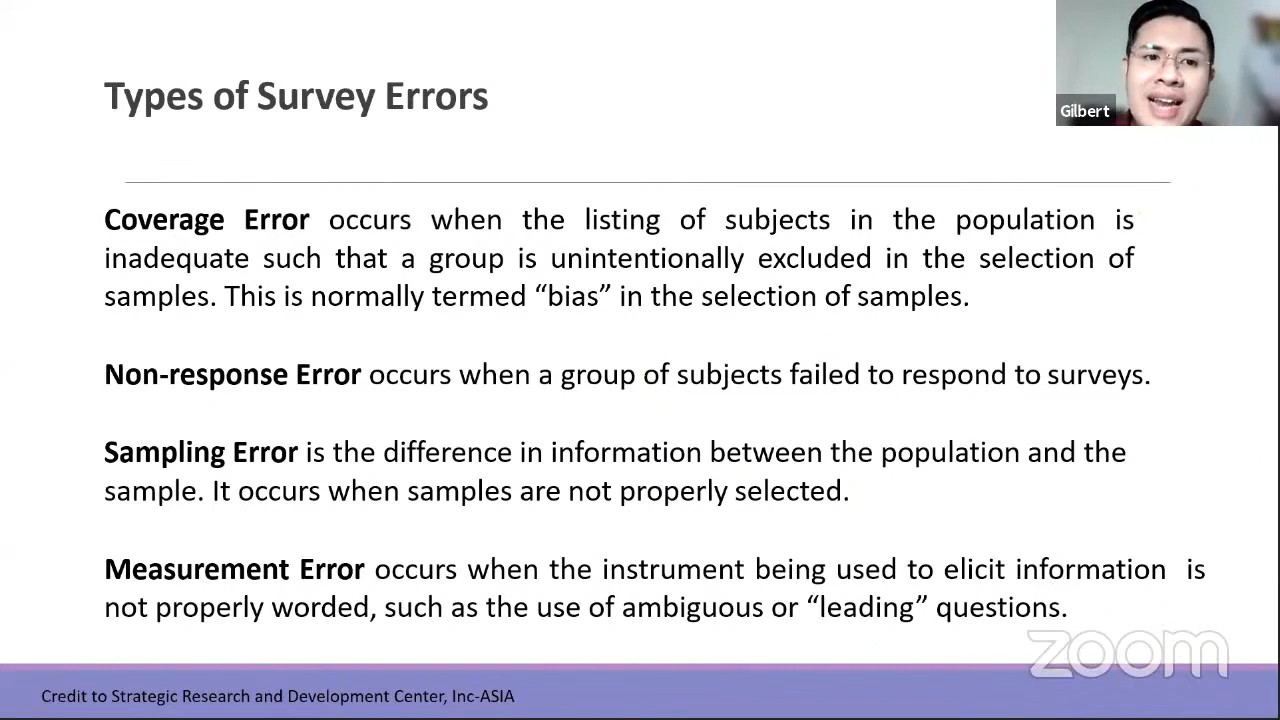 Types of Survey Errors
Gilbert
Coverage Error occurs when the listing of subjects in the population is
inadequate such that a group is unintentionally excluded in the selection of
samples. This is normally termed “bias” in the selection of samples.
Non-response Error occurs when a group of subjects failed to respond to surveys.
Sampling Error is the difference in information between the population and the
sample. It occurs when samples are not properly selected.
Measurement Error occurs when the instrument being used to elicit information is
not properly worded, such as the use of ambiguous or “leading” questions.
zoom
Credit to Strategic Research and Development Center, Inc-ASIA